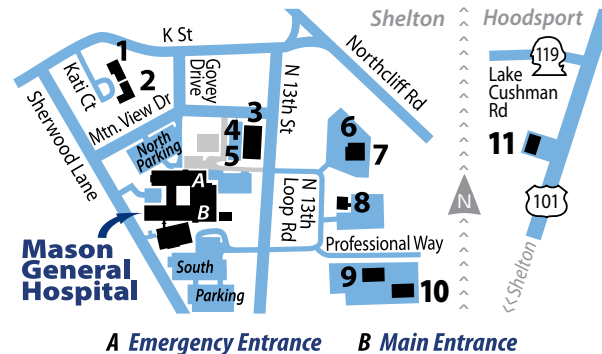 Shelton
Hoodsport
K St
1
2
Kati Ct
Sherwood Lane
Mtn. View Dr
Govey
Drive
N 13th St
Northcliff Rd
119
Lake
Cushman
Rd
3
4
5
6
7
North
Parking
A
B
N 13th
Loop Rd
8
11
N
101
Mason
General
Hospital
South
Parking
Professional Way
9
10
<< Shelton
A Emergency Entrance B Main Entrance